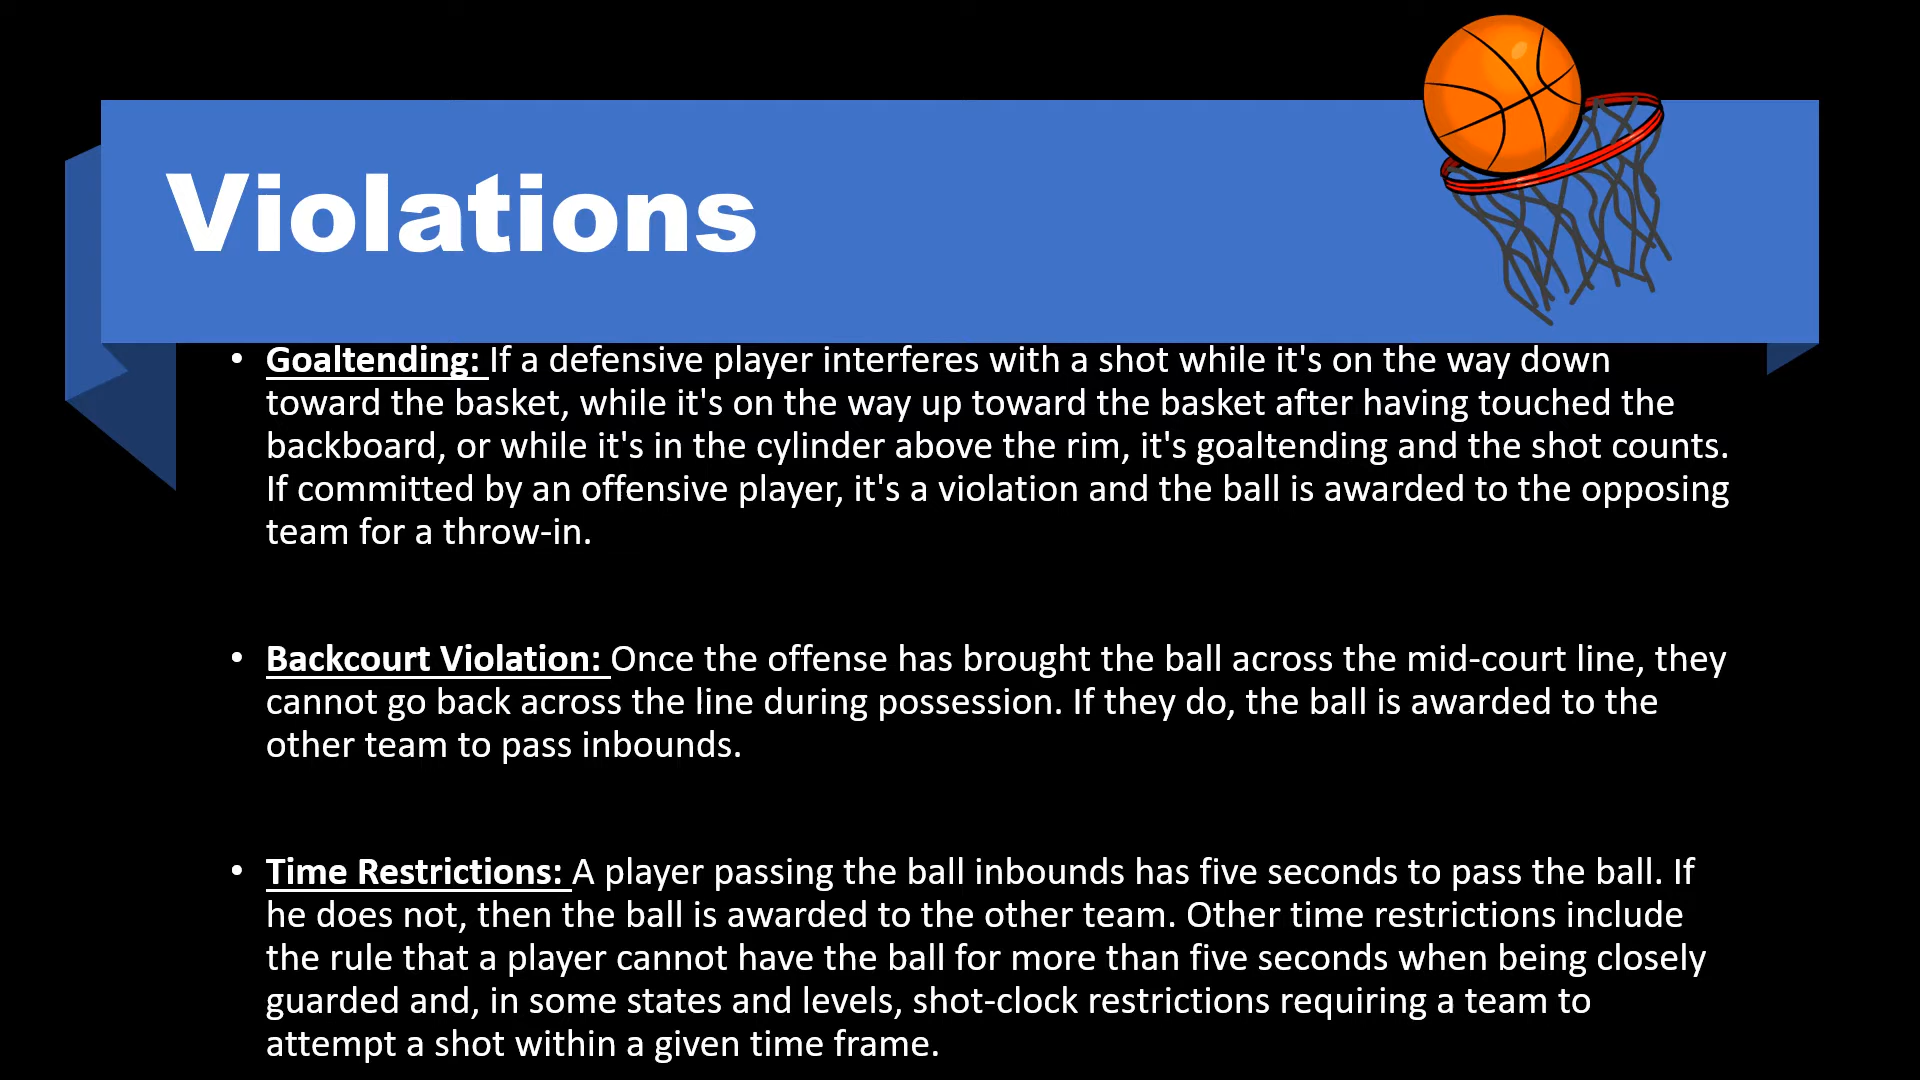 Violations
• Goaltending: If a defensive player interferes with a shot while it's on the way down
toward the basket, while it's on the way up toward the basket after having touched the
backboard, or while it's in the cylinder above the rim, it's goaltending and the shot counts.
If committed by an offensive player, it's a violation and the ball is awarded to the opposing
team for a throw-in.
• Backcourt Violation: Once the offense has brought the ball across the mid-court line, they
cannot go back across the line during possession. If they do, the ball is awarded to the
other team to pass inbounds.
• Time Restrictions: A player passing the ball inbounds has five seconds to pass the ball. If
he does not, then the ball is awarded to the other team. Other time restrictions include
the rule that a player cannot have the ball for more than five seconds when being closely
guarded and, in some states and levels, shot-clock restrictions requiring a team to
attempt a shot within a given time frame.